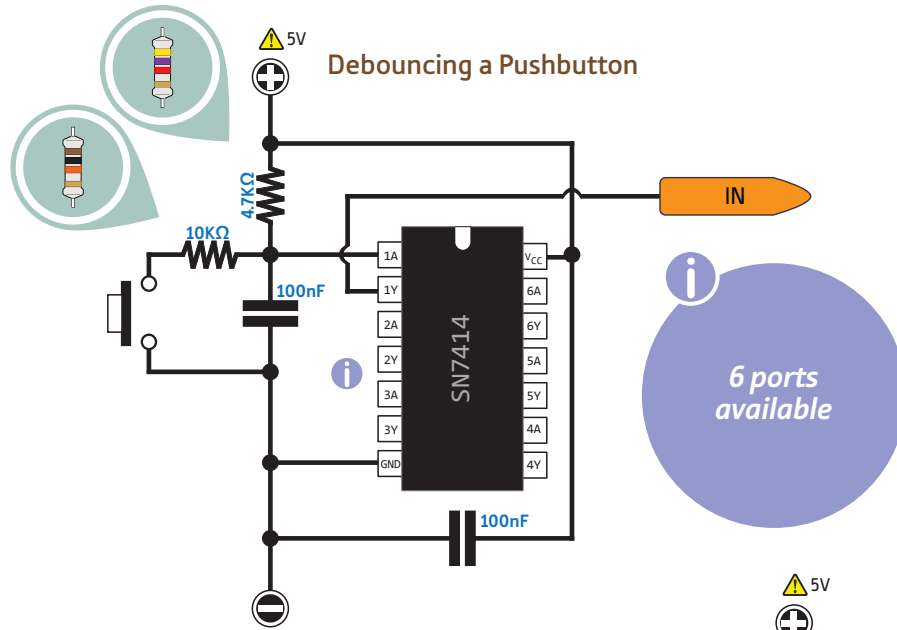 5V
Debouncing a Pushbutton
4.7KΩ
IN
10KΩ
1A
VCC
1Y
6A
100nF
2A
6Y
SN7414
2Y
5A
i
i
3A
5Y
6 ports
available
3Y
4A
GND
4Y
100nF
5V